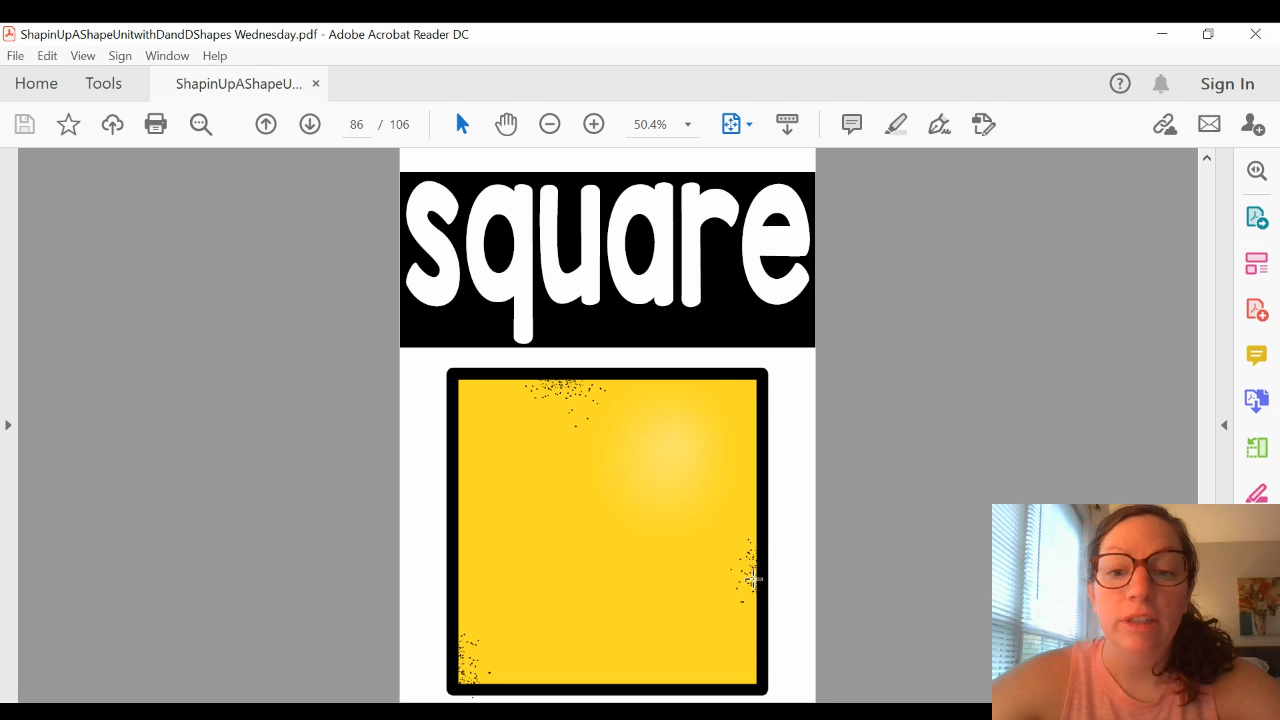 ShapinUpAShapeUnitwithDandDShapes Wednesday.pdf - Adobe Acrobat Reader DC
File Edit View Sign Window Help
Home Tools ShapinUpAShapeU... × Sign In
86 / 106 50.4%
square